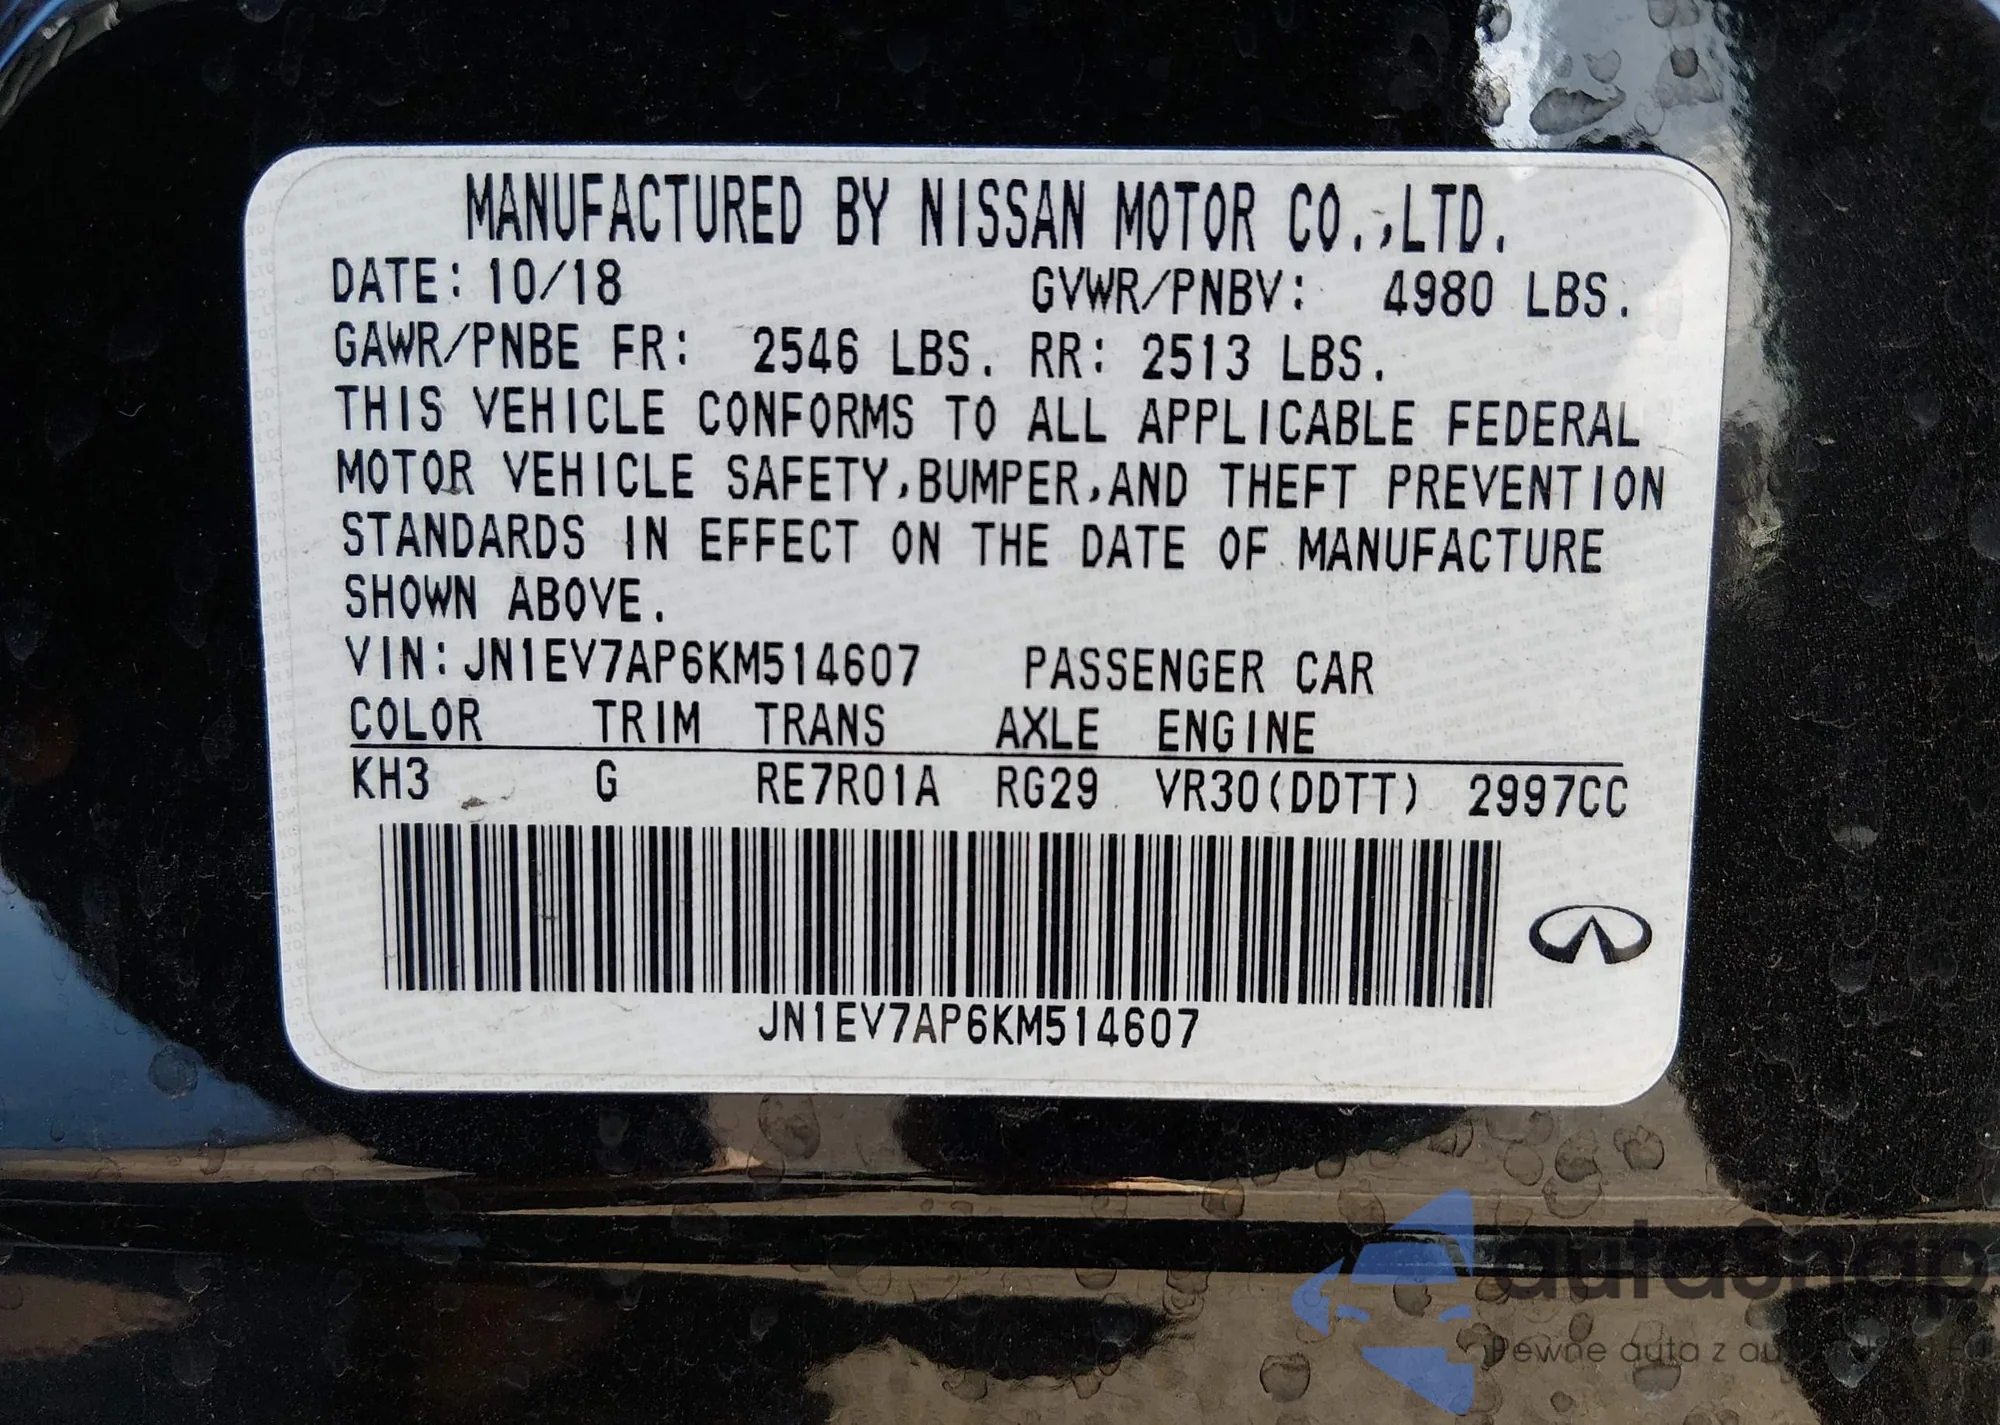 MANUFACTURED BY NISSAN MOTOR CO.,LTD.
DATE: 10/18 GVWR/PNBV: 4980 LBS.
GAWR/PNBE FR: 2546 LBS. RR: 2513 LBS.
THIS VEHICLE CONFORMS TO ALL APPLICABLE FEDERAL
MOTOR VEHICLE SAFETY,BUMPER,AND THEFT PREVENTION
STANDARDS IN EFFECT ON THE DATE OF MANUFACTURE
SHOWN ABOVE.
VIN:JN1EV7AP6KM514607 PASSENGER CAR
COLOR TRIM TRANS AXLE ENGINE
KH3 G RE7R01A RG29 VR30(DDTT) 2997CC
JN1EV7AP6KM514607
autasnap
Pewne auta z